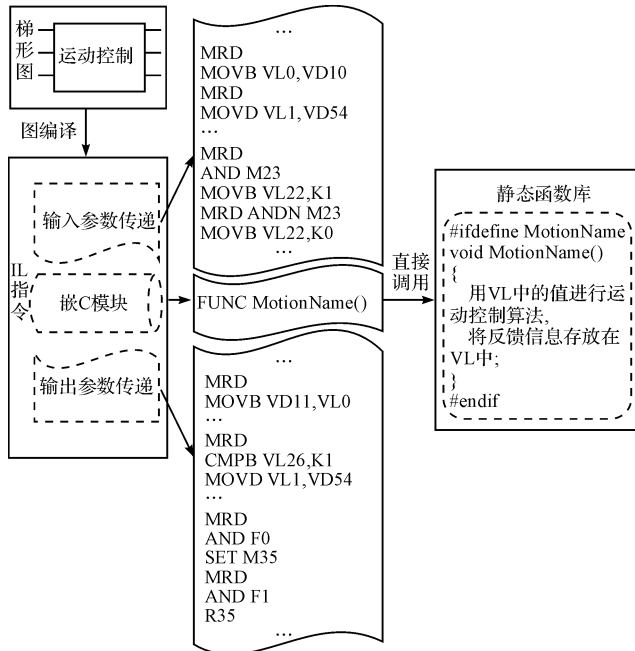 梯形图
运动控制
图编译
IL指令
输入参数传递
嵌C模块
输出参数传递
…
MRD
MOVB VL0,VD10
MRD
MOVD VL1,VD54
…
MRD
AND M23
MOVB VL22,K1
MRD ANDN M23
MOVB VL22,K0
…
FUNC MotionName()
MRD
MOVB VD11,VL0
…
MRD
CMPB VL26,K1
MOVD VL1,VD54
…
MRD
AND F0
SET M35
MRD
AND F1
R35
…
直接
调用
静态函数库
#ifdefine MotionName
void MotionName()
{
用VL中的值进行运
动控制算法,
将反馈信息存放在
VL中;
}
#endif